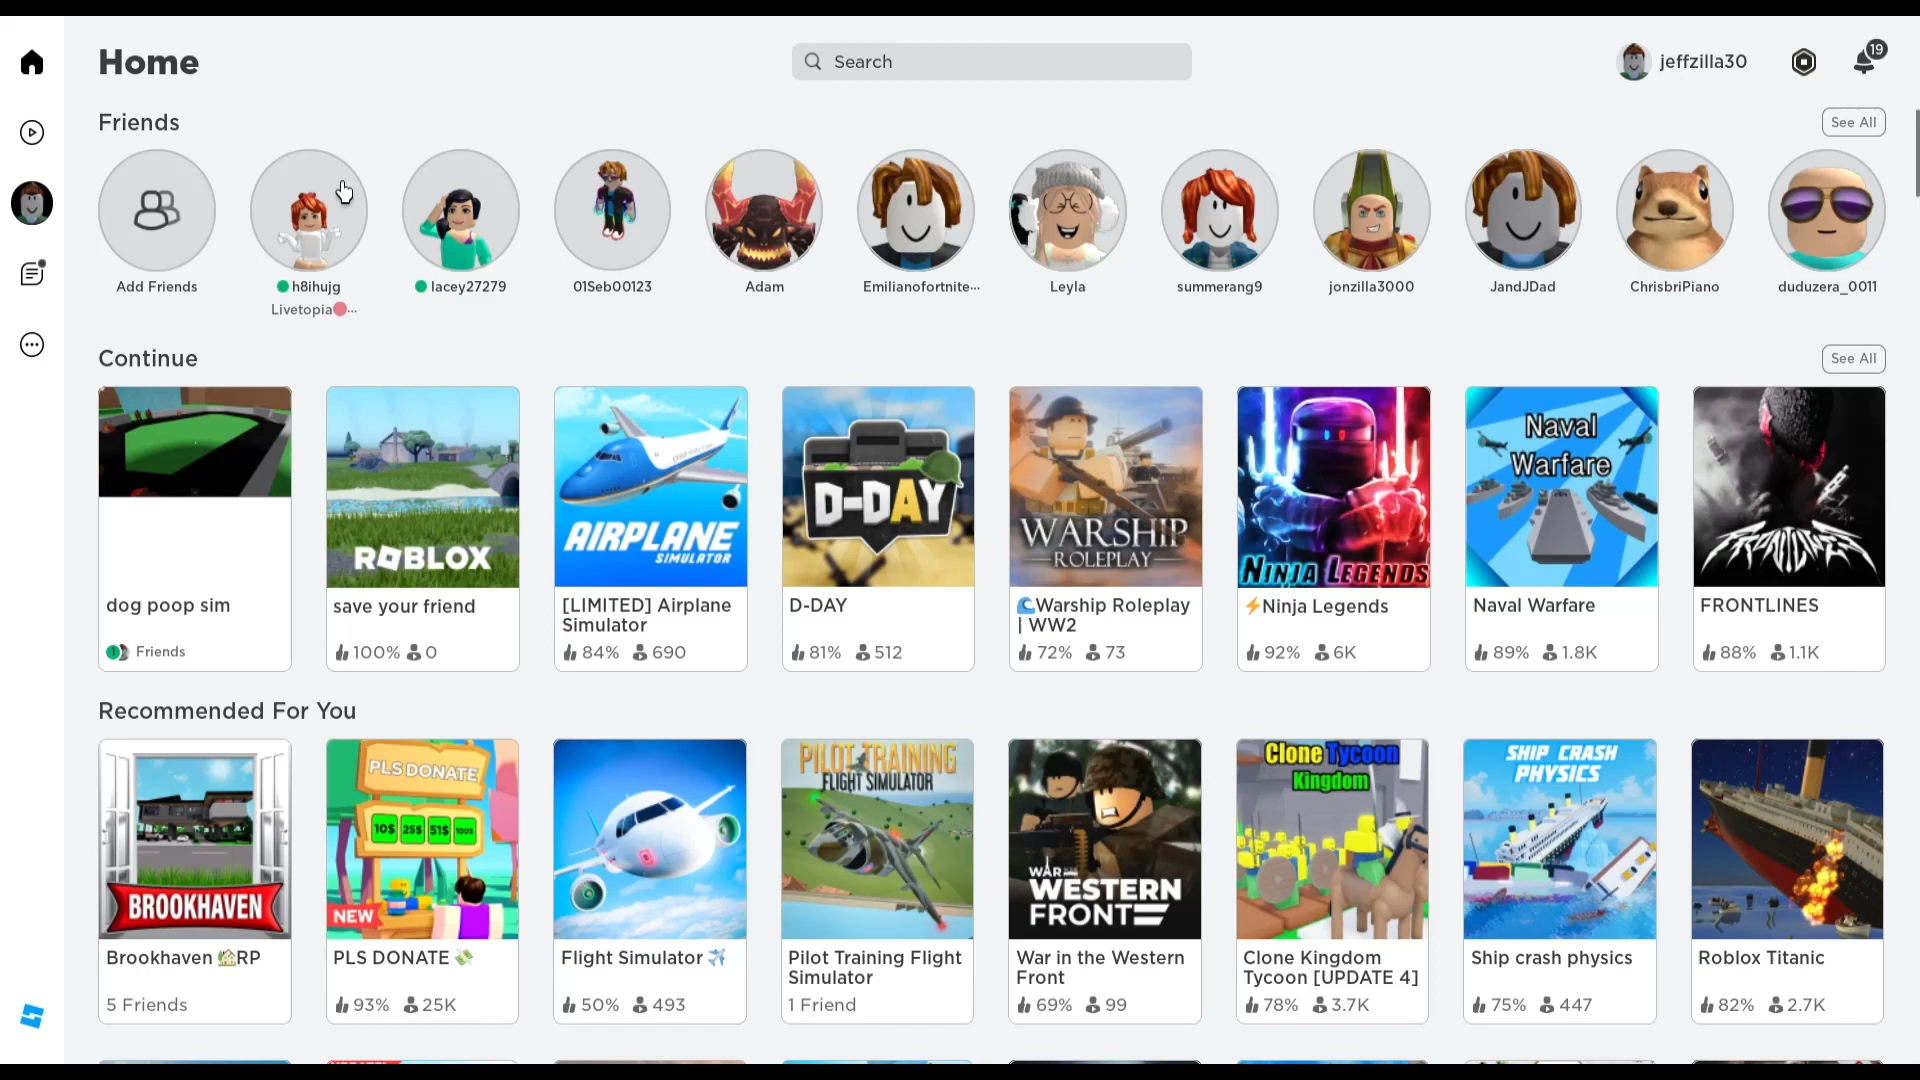 Home
Search
jeffzilla30
19
Friends
See All
Add Friends
h8ihujg
Livetopia...
lacey27279
01Seb00123
Adam
Emilianofortnite...
Leyla
summerang9
jonzilla3000
JandJDad
ChrisbriPiano
duduzera_0011
Continue
See All
dog poop sim
1 Friends
ROBLOX
save your friend
100% 0
AIRPLANE
SIMULATOR
[LIMITED] Airplane
Simulator
84% 690
D-DAY
D-DAY
81% 512
WARSHIP
ROLEPLAY
🌊Warship Roleplay
| WW2
72% 73
NINJA LEGENDS
⚡Ninja Legends
92% 6K
Naval
Warfare
Naval Warfare
89% 1.8K
FRONTLINES
FRONTLINES
88% 1.1K
Recommended For You
BROOKHAVEN
Brookhaven 🏡RP
5 Friends
PLS DONATE
10$ 25$ 51$ 100$
NEW
PLS DONATE 💸
93% 25K
Flight Simulator ✈️
50% 493
PILOT TRAINING
FLIGHT SIMULATOR
Pilot Training Flight
Simulator
1 Friend
WAR IN THE
WESTERN
FRONT
War in the Western
Front
69% 99
Clone Tycoon
Kingdom
Clone Kingdom
Tycoon [UPDATE 4]
78% 3.7K
SHIP CRASH
PHYSICS
Ship crash physics
75% 447
Roblox Titanic
82% 2.7K